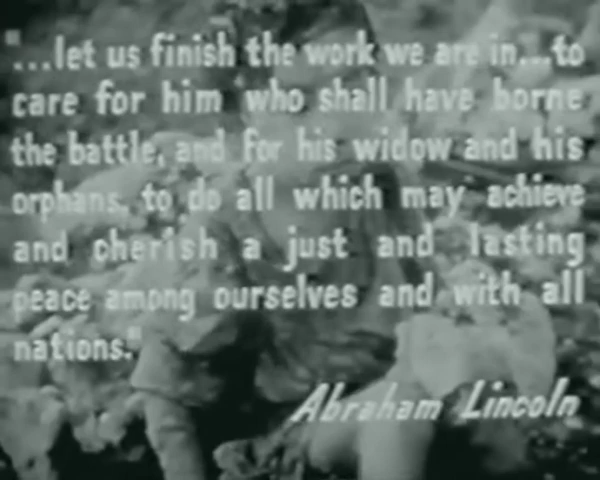 "...let us finish the work we are in...to
care for him who shall have borne
the battle, and for his widow and his
orphans, to do all which may achieve
and cherish a just and lasting
peace among ourselves and with all
nations."
Abraham Lincoln